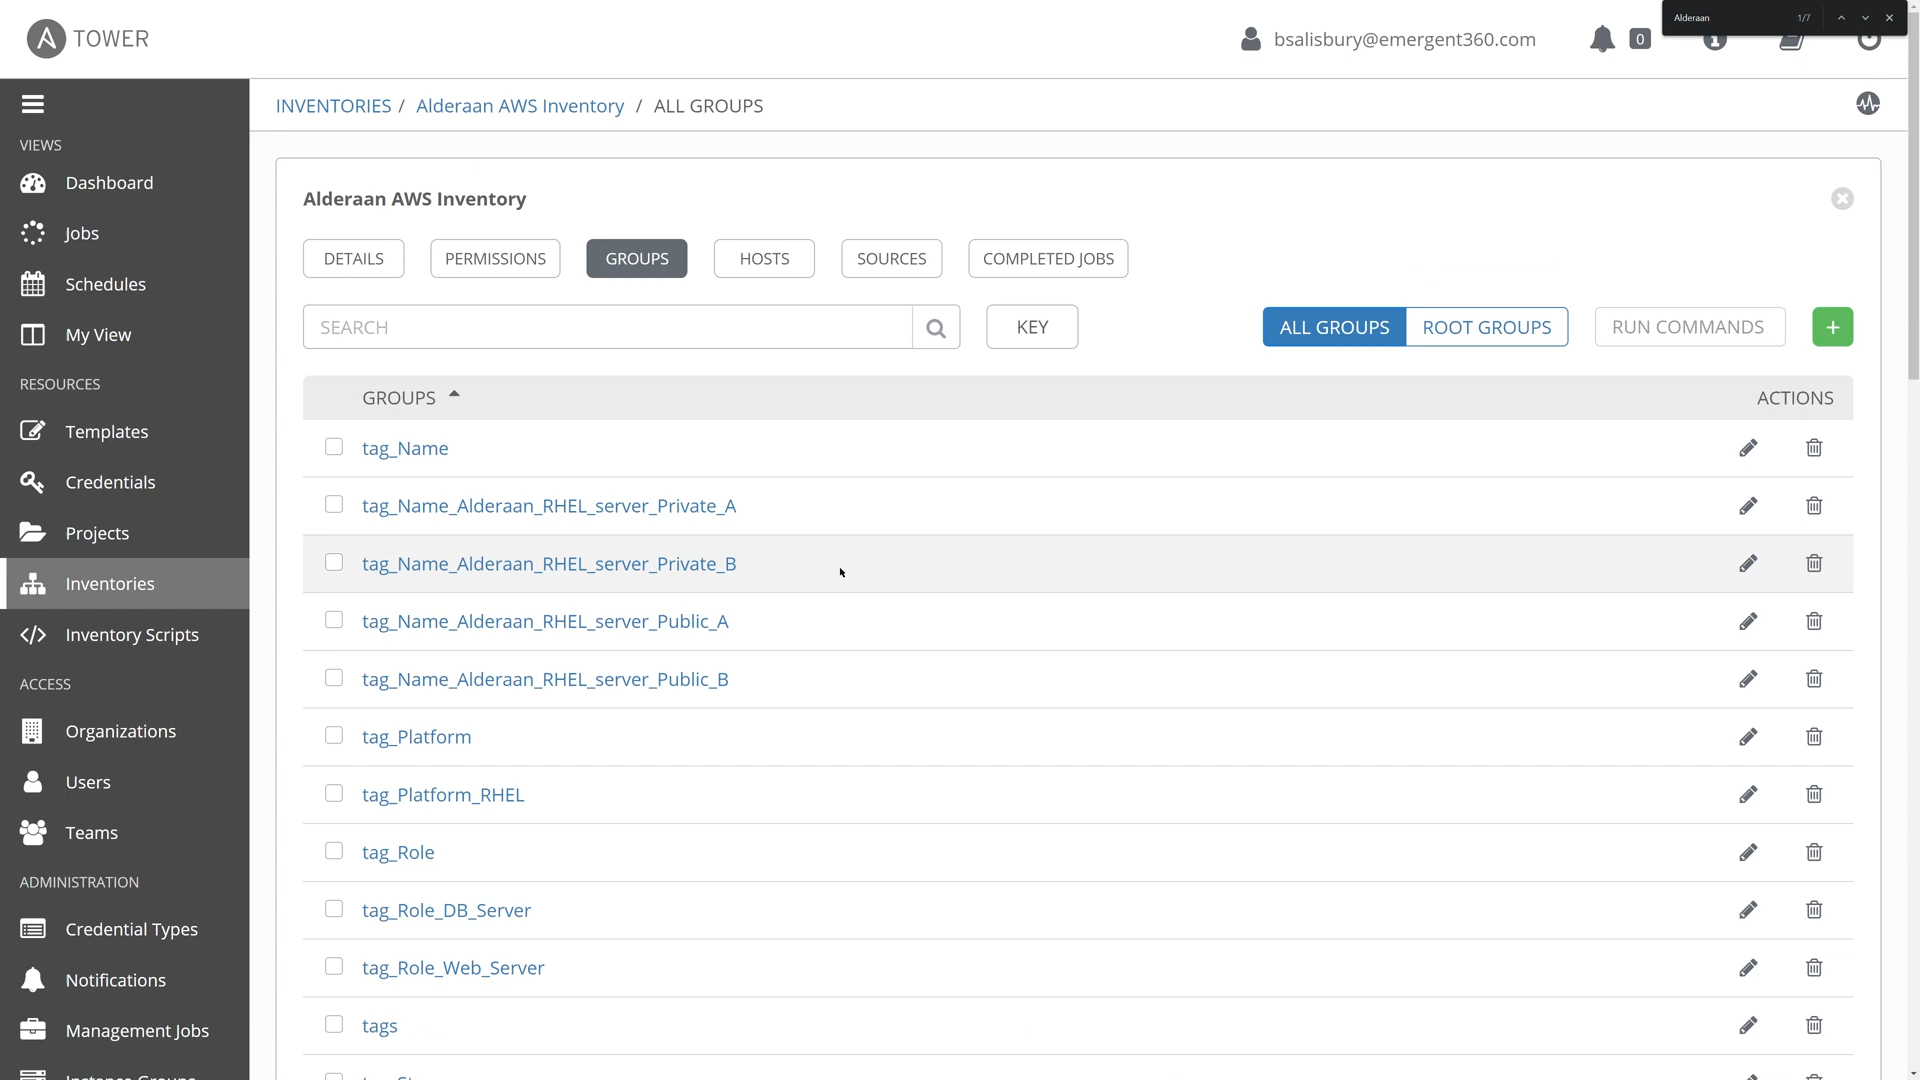 Alderaan 1/7
A TOWER
bsalisbury@emergent360.com
0
INVENTORIES / Alderaan AWS Inventory / ALL GROUPS
VIEWS
Dashboard
Jobs
Schedules
My View
RESOURCES
Templates
Credentials
Projects
Inventories
Inventory Scripts
ACCESS
Organizations
Users
Teams
ADMINISTRATION
Credential Types
Notifications
Management Jobs
Alderaan AWS Inventory
DETAILS PERMISSIONS GROUPS HOSTS SOURCES COMPLETED JOBS
SEARCH KEY ALL GROUPS ROOT GROUPS RUN COMMANDS +
GROUPS ACTIONS
tag_Name
tag_Name_Alderaan_RHEL_server_Private_A
tag_Name_Alderaan_RHEL_server_Private_B
tag_Name_Alderaan_RHEL_server_Public_A
tag_Name_Alderaan_RHEL_server_Public_B
tag_Platform
tag_Platform_RHEL
tag_Role
tag_Role_DB_Server
tag_Role_Web_Server
tags